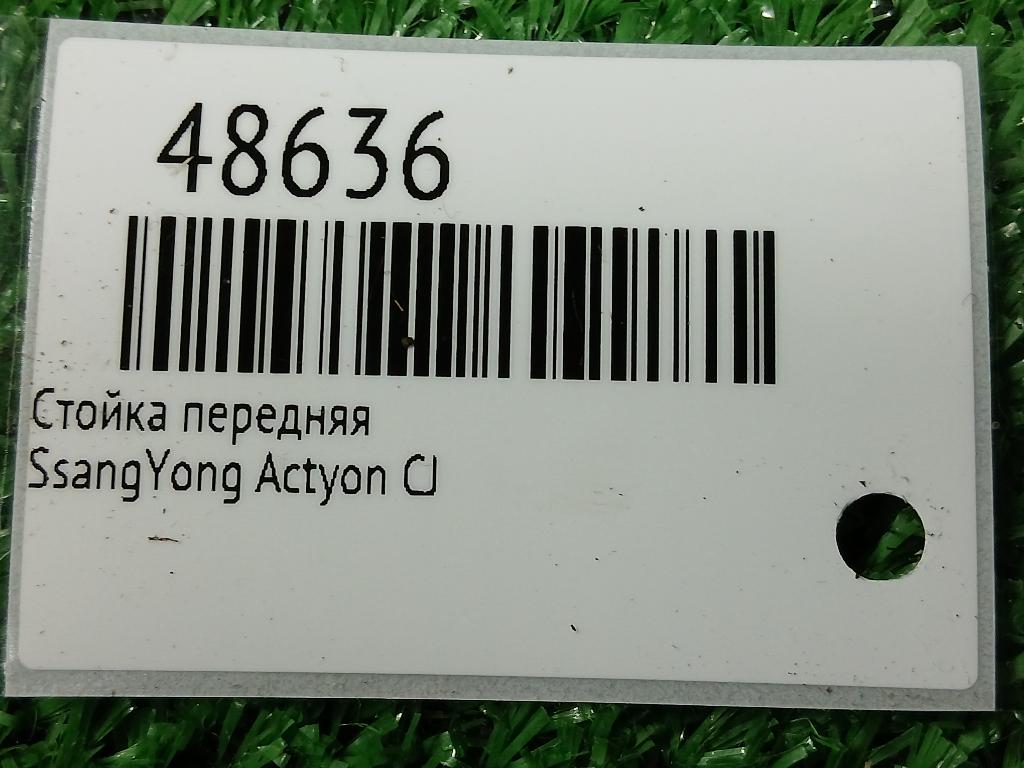 48636
Стойка передняя
SsangYong Actyon CJ